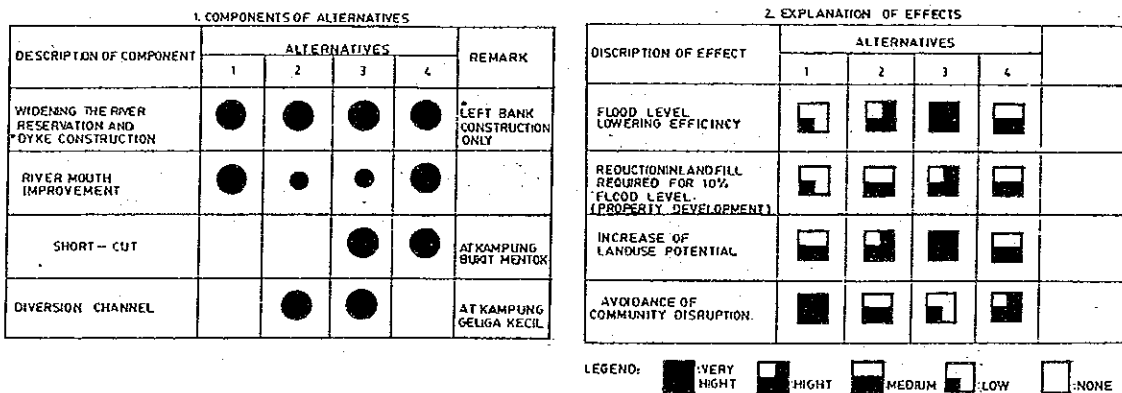 1. COMPONENTS OF ALTERNATIVES
DESCRIPTION OF COMPONENT
ALTERNATIVES
REMARK
1 2 3 4
WIDENING THE RIVER
RESERVATION AND
DYKE CONSTRUCTION
LEFT BANK
CONSTRUCTION
ONLY
RIVER MOUTH
IMPROVEMENT
SHORT-CUT
AT KAMPUNG
BUKIT MENTOK
DIVERSION CHANNEL
AT KAMPUNG
GELIGA KECIL
2. EXPLANATION OF EFFECTS
DISCRIPTION OF EFFECT
ALTERNATIVES
1 2 3 4
FLOOD LEVEL
LOWERING EFFICIENCY
REDUCTION IN LANDFILL
REQUIRED FOR 10%
FLOOD LEVEL.
(PROPERTY DEVELOPMENT)
INCREASE OF
LANDUSE POTENTIAL
AVOIDANCE OF
COMMUNITY DISRUPTION.
LEGEND: :VERY HIGHT :HIGHT :MEDIUM :LOW :NONE